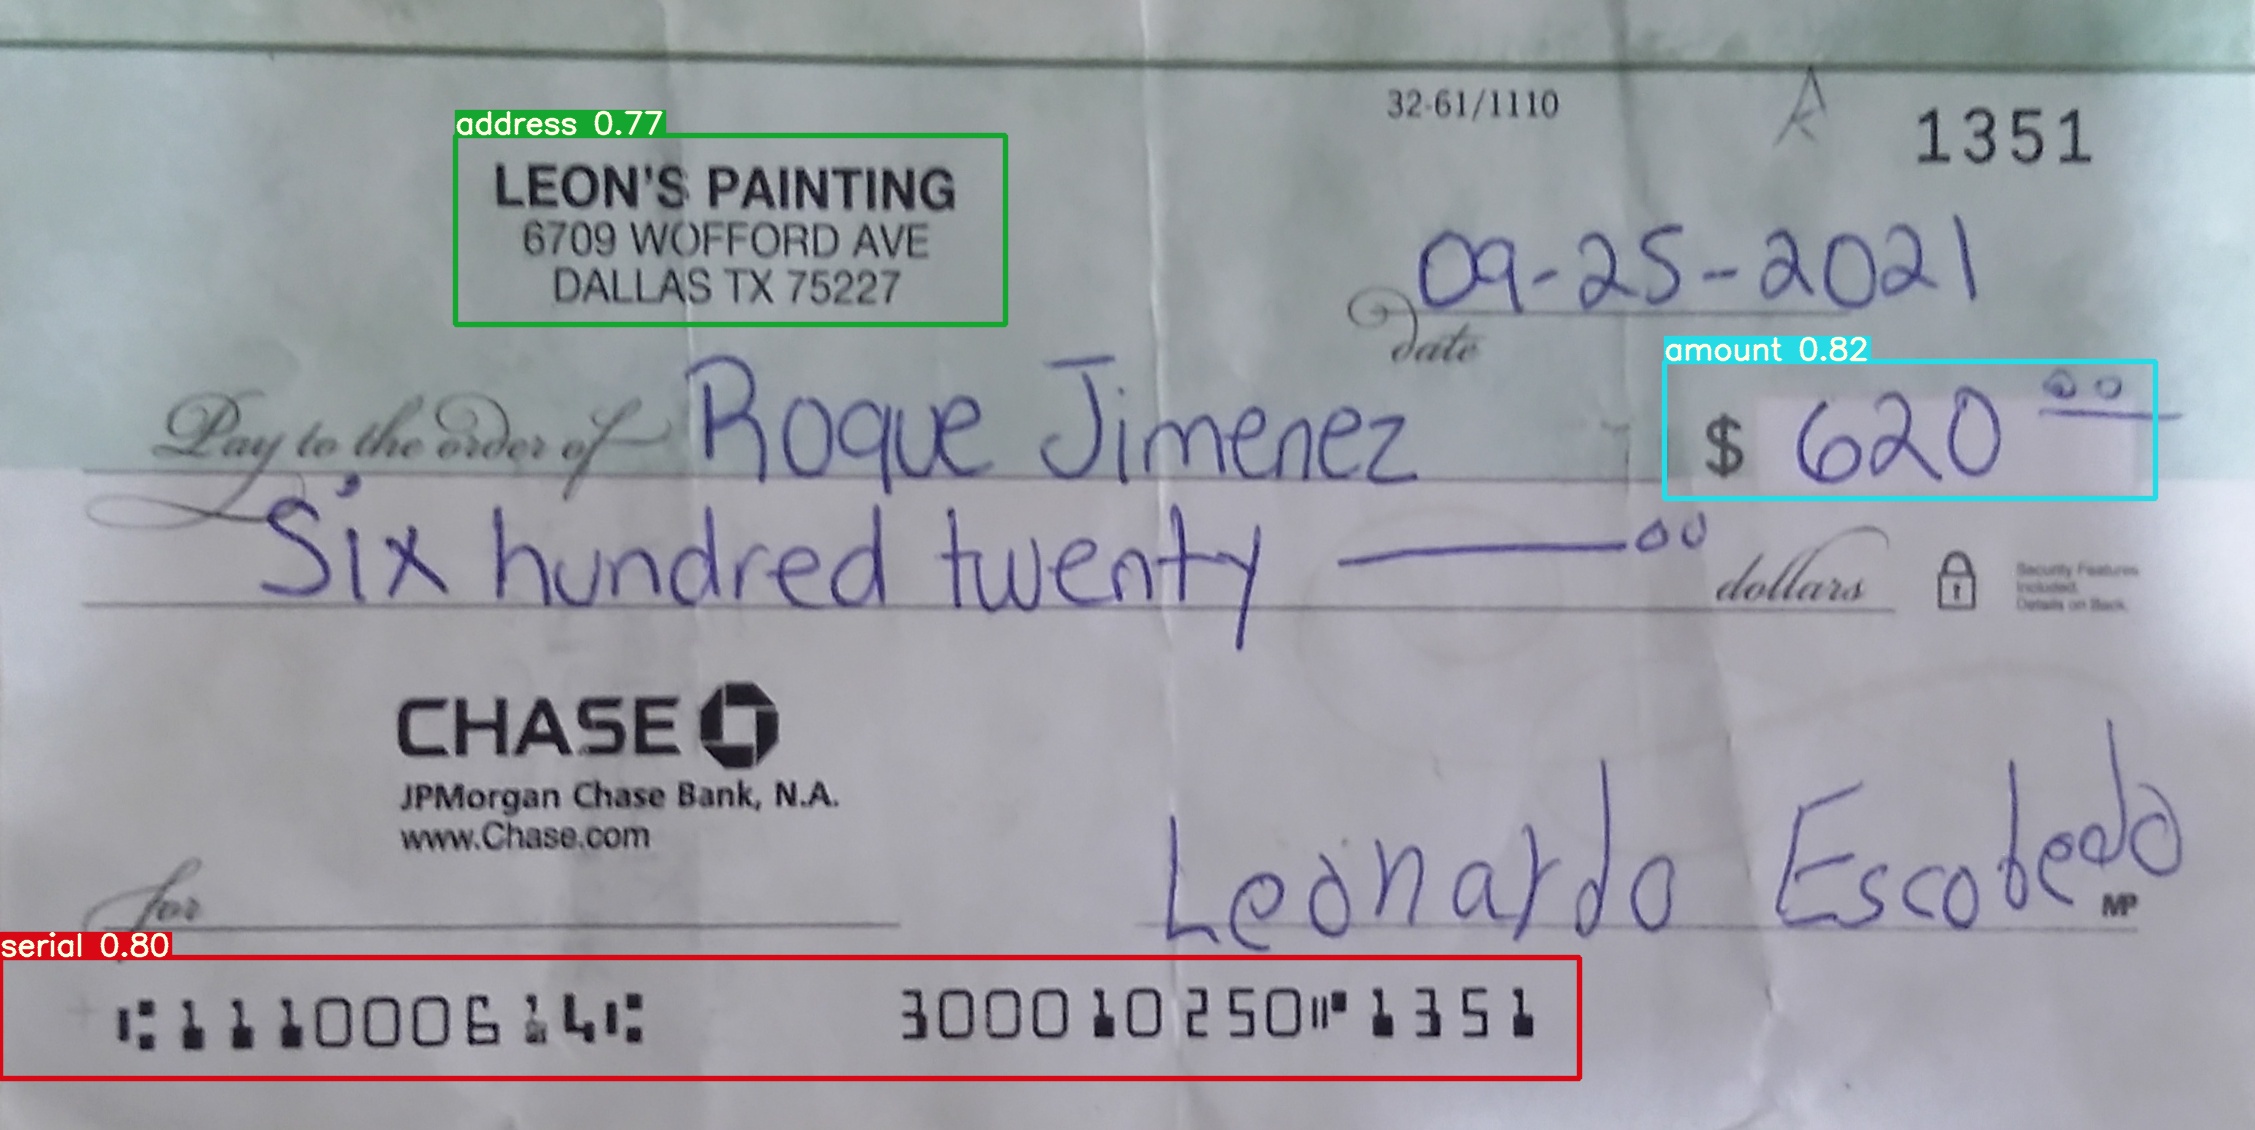 address 0.77
LEON'S PAINTING
6709 WOFFORD AVE
DALLAS TX 75227
32-61/1110
1351
09-25-2021
date
amount 0.82
Pay to the order of Roque Jimenez
$ 620 00
Six hundred twenty 00 dollars
Security Features
Included.
Details on Back.
CHASE
JPMorgan Chase Bank, N.A.
www.Chase.com
for
Leonardo Escobedo
MP
serial 0.80
⑆111000614⑆ 300010250⑈1351